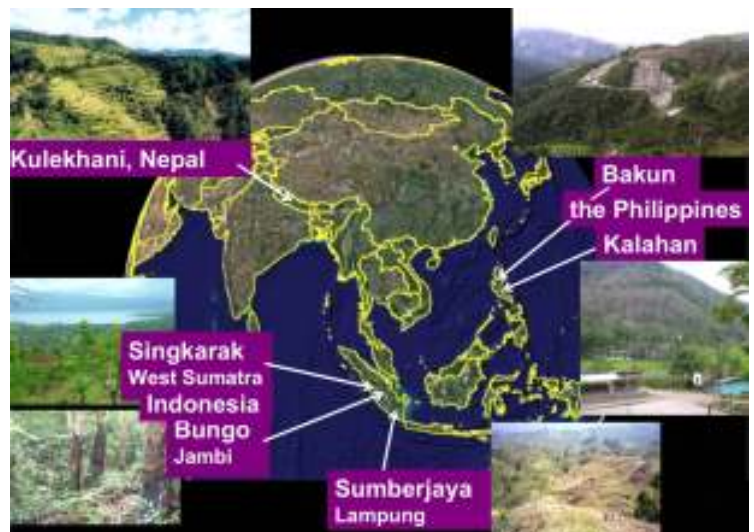 Kulekhani, Nepal
Bakun
the Philippines
Kalahan
Singkarak
West Sumatra
Indonesia
Bungo
Jambi
Sumberjaya
Lampung